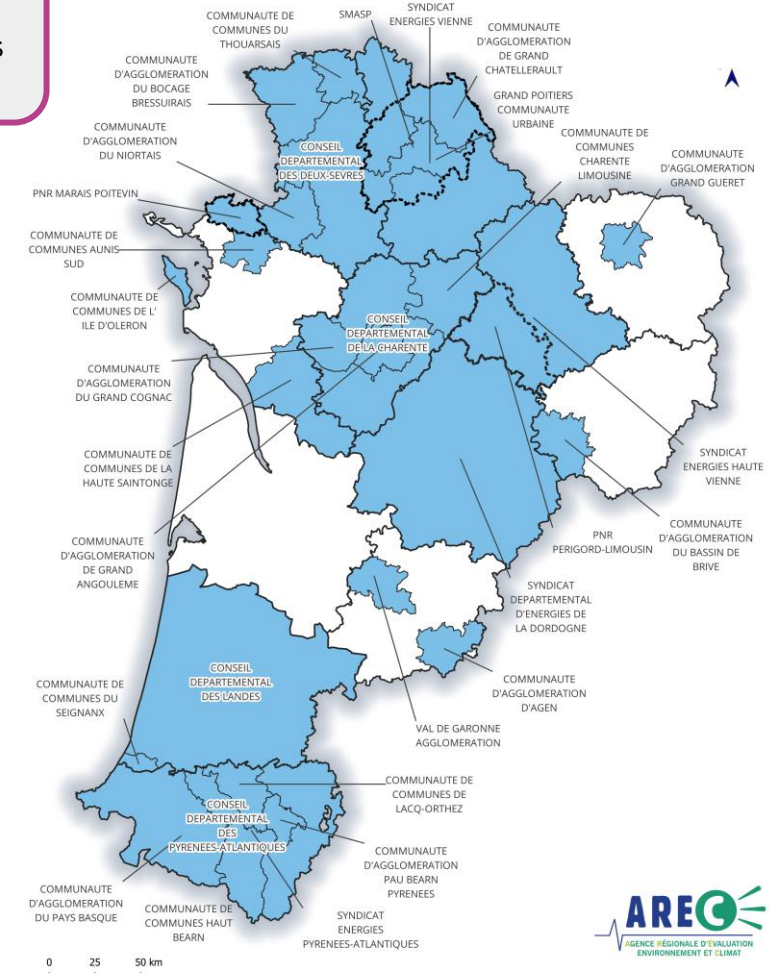 s
COMMUNAUTE DE
COMMUNES DU
THOUARSAIS
SMASP
SYNDICAT
ENERGIES VIENNE
COMMUNAUTE
D'AGGLOMERATION
DE GRAND
CHATELLERAULT
COMMUNAUTE
D'AGGLOMERATION
DU BOCAGE
BRESSUIRAIS
GRAND POITIERS
COMMUNAUTE
URBAINE
COMMUNAUTE
D'AGGLOMERATION
DU NIORTAIS
CONSEIL
DEPARTEMENTAL
DES DEUX-SEVRES
COMMUNAUTE DE
COMMUNES
CHARENTE
LIMOUSINE
COMMUNAUTE
D'AGGLOMERATION
GRAND GUERET
PNR MARAIS POITEVIN
COMMUNAUTE DE
COMMUNES AUNIS
SUD
COMMUNAUTE DE
COMMUNES DE L'
ILE D'OLERON
CONSEIL
DEPARTEMENTAL
DE LA CHARENTE
COMMUNAUTE
D'AGGLOMERATION
DU GRAND COGNAC
COMMUNAUTE DE
COMMUNES DE LA
HAUTE SAINTONGE
SYNDICAT
ENERGIES HAUTE
VIENNE
COMMUNAUTE
D'AGGLOMERATION
DE GRAND
ANGOULEME
PNR
PERIGORD-LIMOUSIN
COMMUNAUTE
D'AGGLOMERATION
DU BASSIN DE
BRIVE
SYNDICAT
DEPARTEMENTAL
D'ENERGIES DE
LA DORDOGNE
CONSEIL
DEPARTEMENTAL
DES LANDES
COMMUNAUTE DE
COMMUNES DU
SEIGNANX
COMMUNAUTE
D'AGGLOMERATION
D'AGEN
VAL DE GARONNE
AGGLOMERATION
COMMUNAUTE DE
COMMUNES DE
LACQ-ORTHEZ
CONSEIL
DEPARTEMENTAL
DES
PYRENEES-ATLANTIQUES
COMMUNAUTE
D'AGGLOMERATION
PAU BEARN
PYRENEES
COMMUNAUTE
D'AGGLOMERATION
DU PAYS BASQUE
COMMUNAUTE DE
COMMUNES HAUT
BEARN
SYNDICAT
ENERGIES
PYRENEES-ATLANTIQUES
AREC
AGENCE RÉGIONALE D'ÉVALUATION
ENVIRONNEMENT ET CLIMAT
0 25 50 km